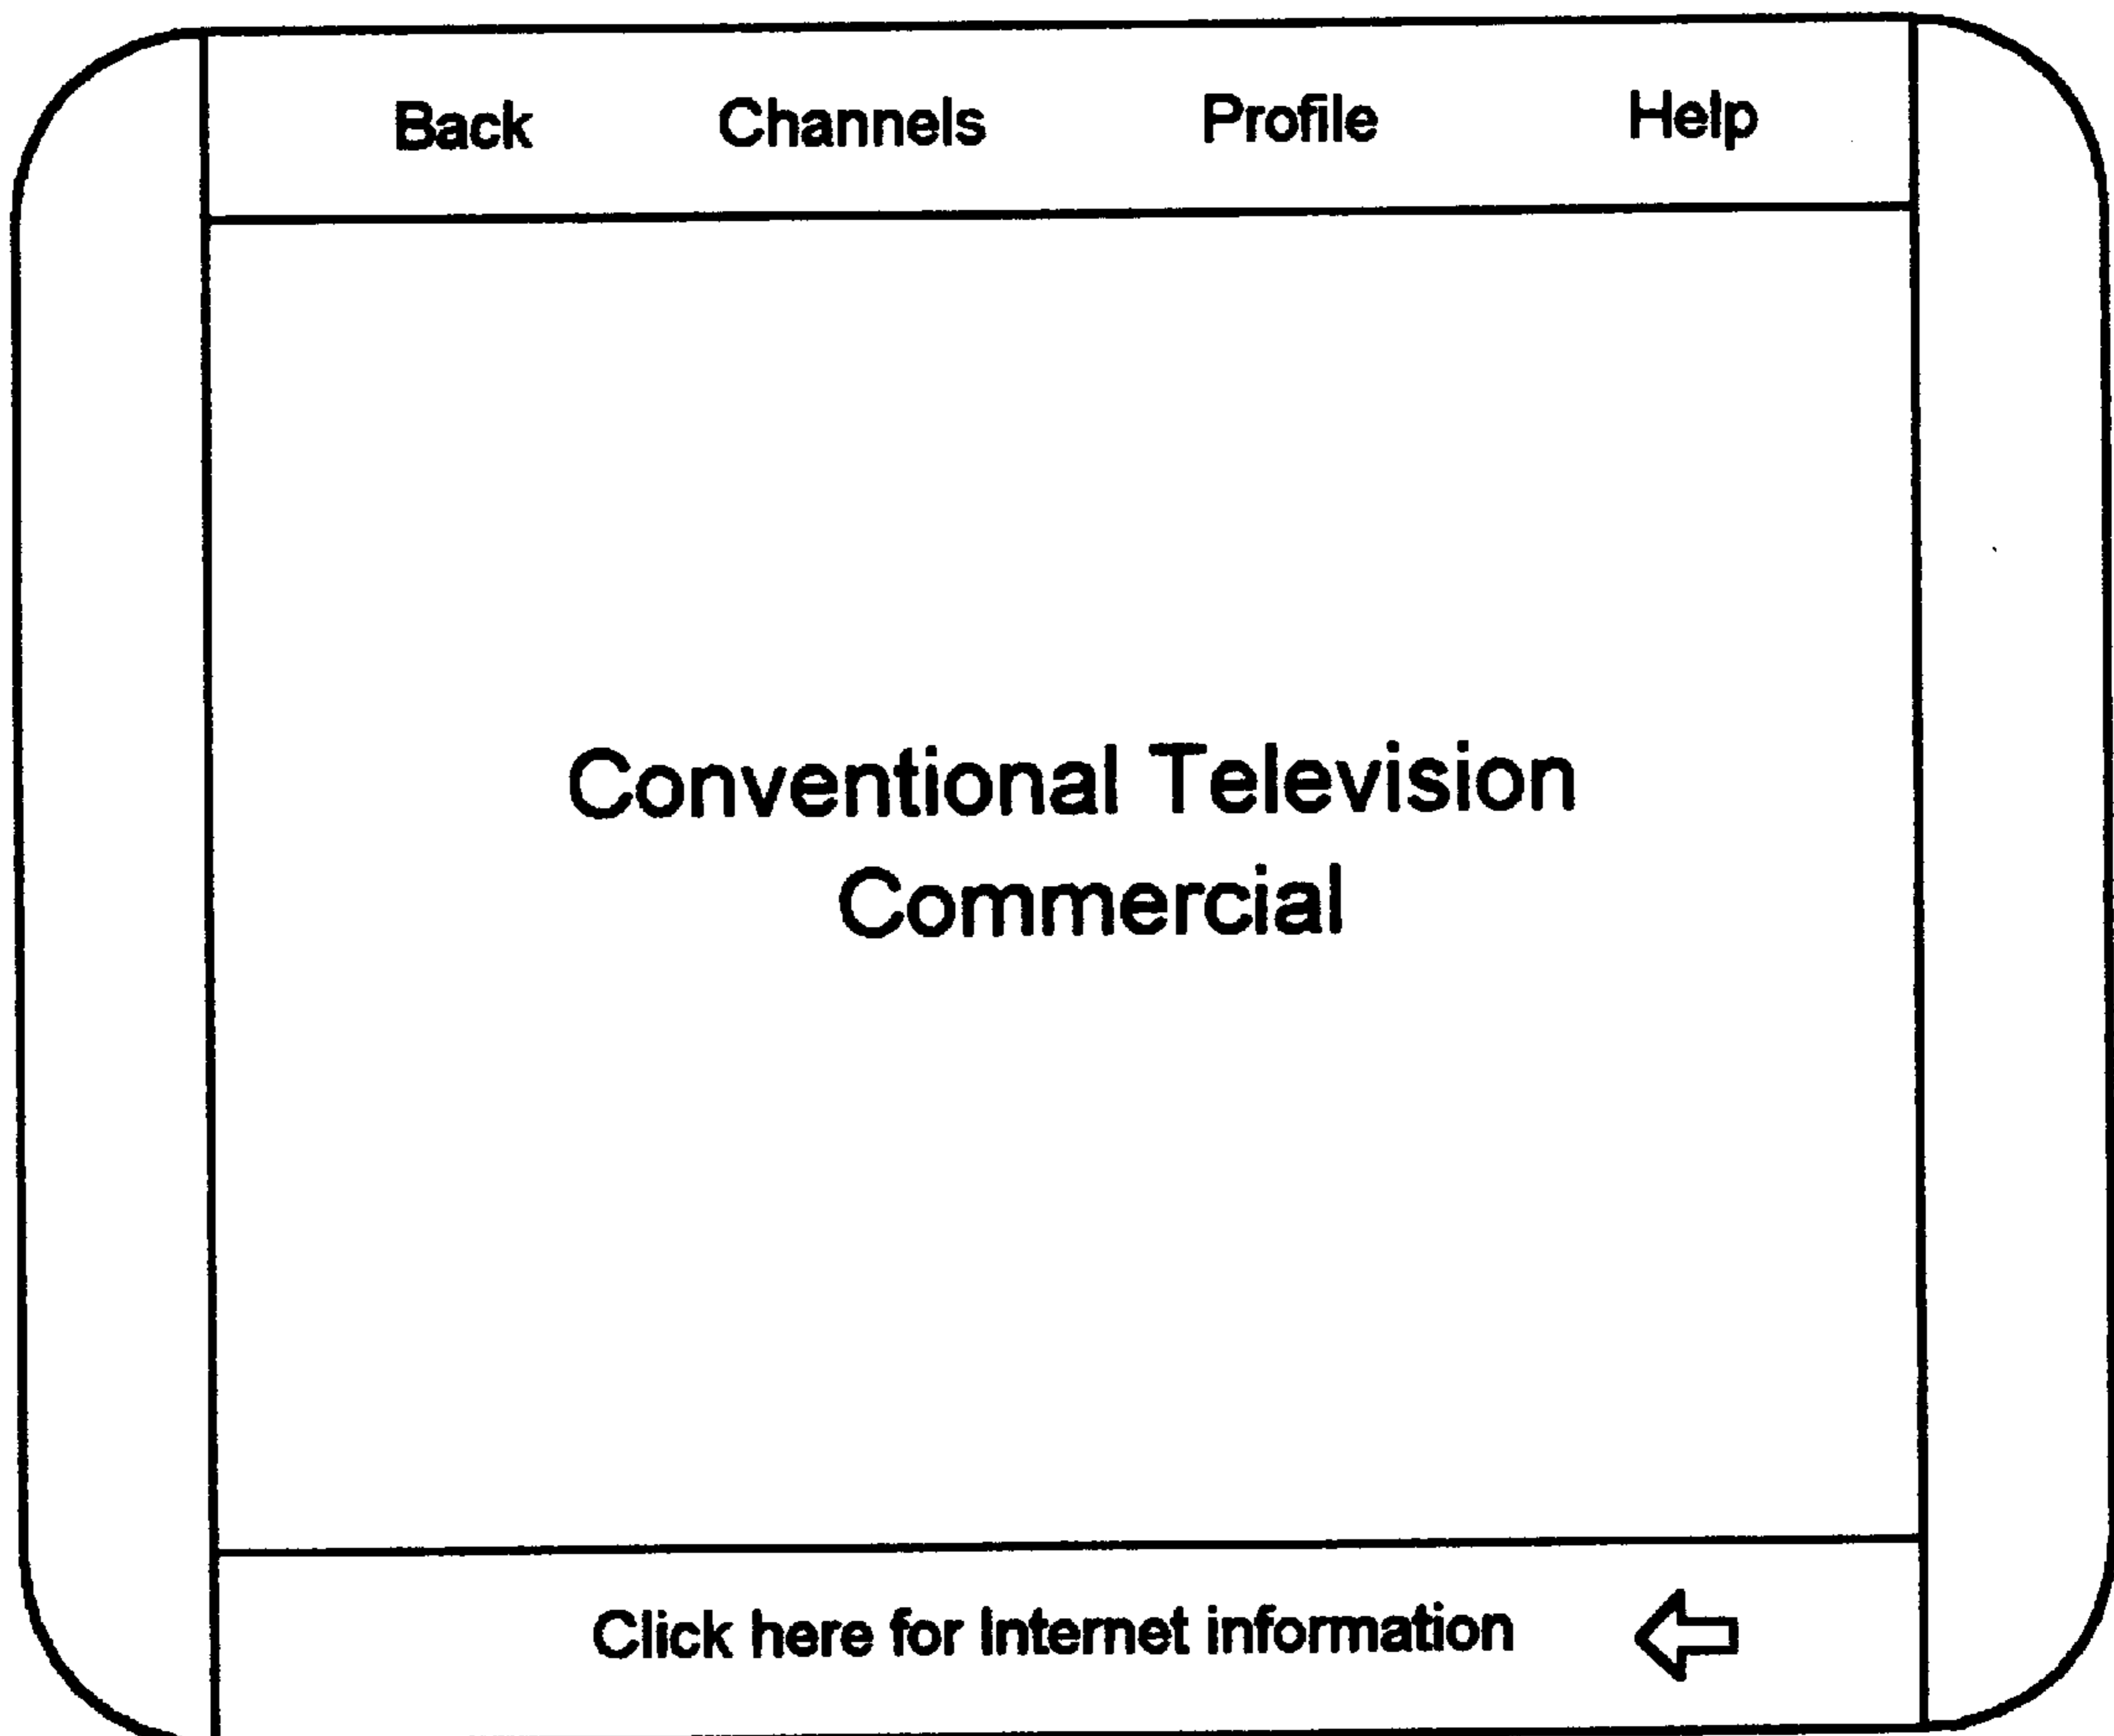 Back Channels Profile Help
Conventional Television
Commercial
Click here for Internet information